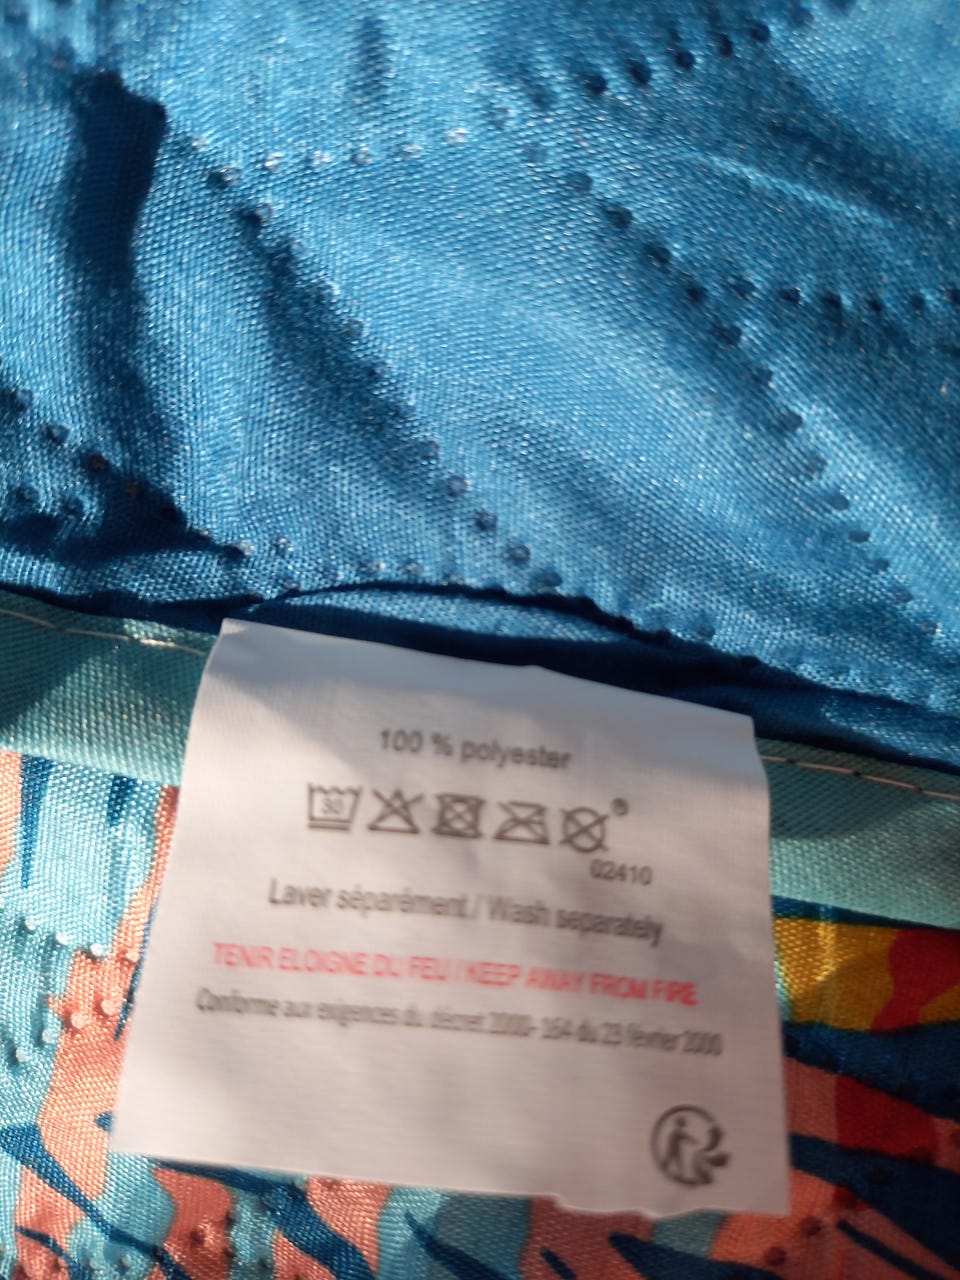 100 % polyester
30
®
02410
Laver séparément / Wash separately
TENIR ELOIGNE DU FEU / KEEP AWAY FROM FIRE
Conforme aux exigences du décret 2000- 164 du 23 février 2000